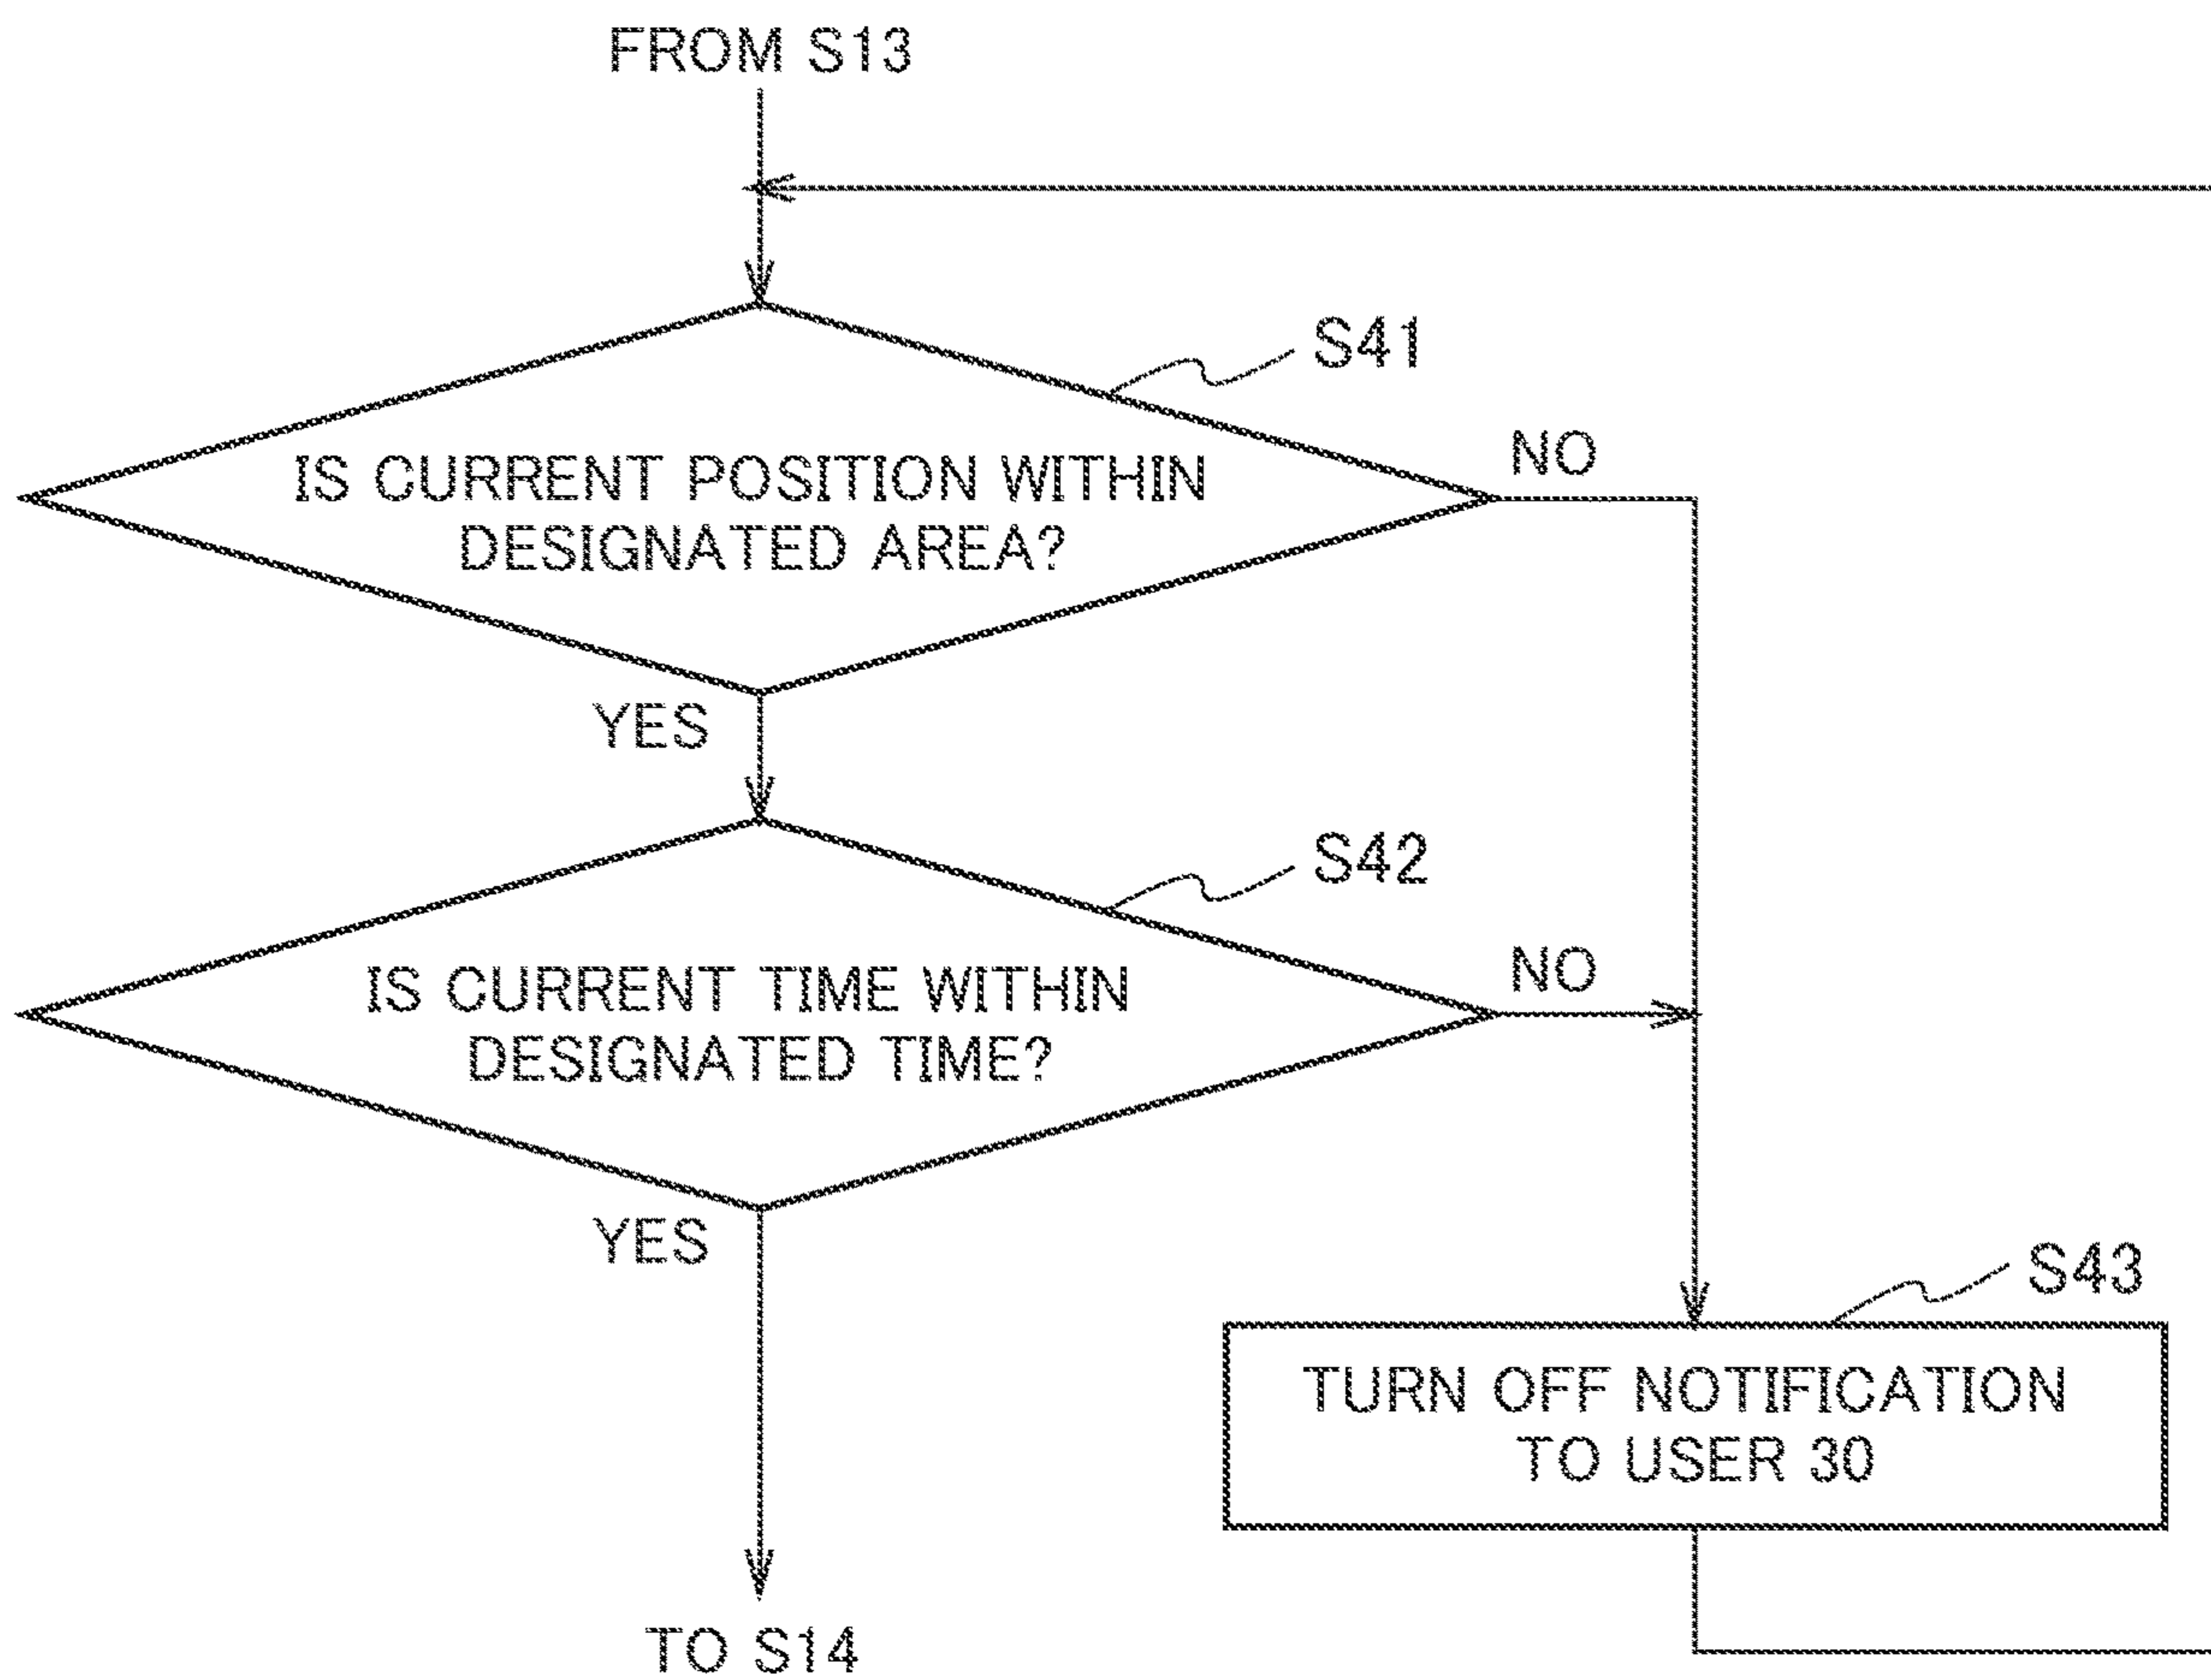 FROM S13
S41
NO
IS CURRENT POSITION WITHIN
DESIGNATED AREA?
YES
S42
NO
IS CURRENT TIME WITHIN
DESIGNATED TIME?
YES
S43
TURN OFF NOTIFICATION
TO USER 30
TO S14